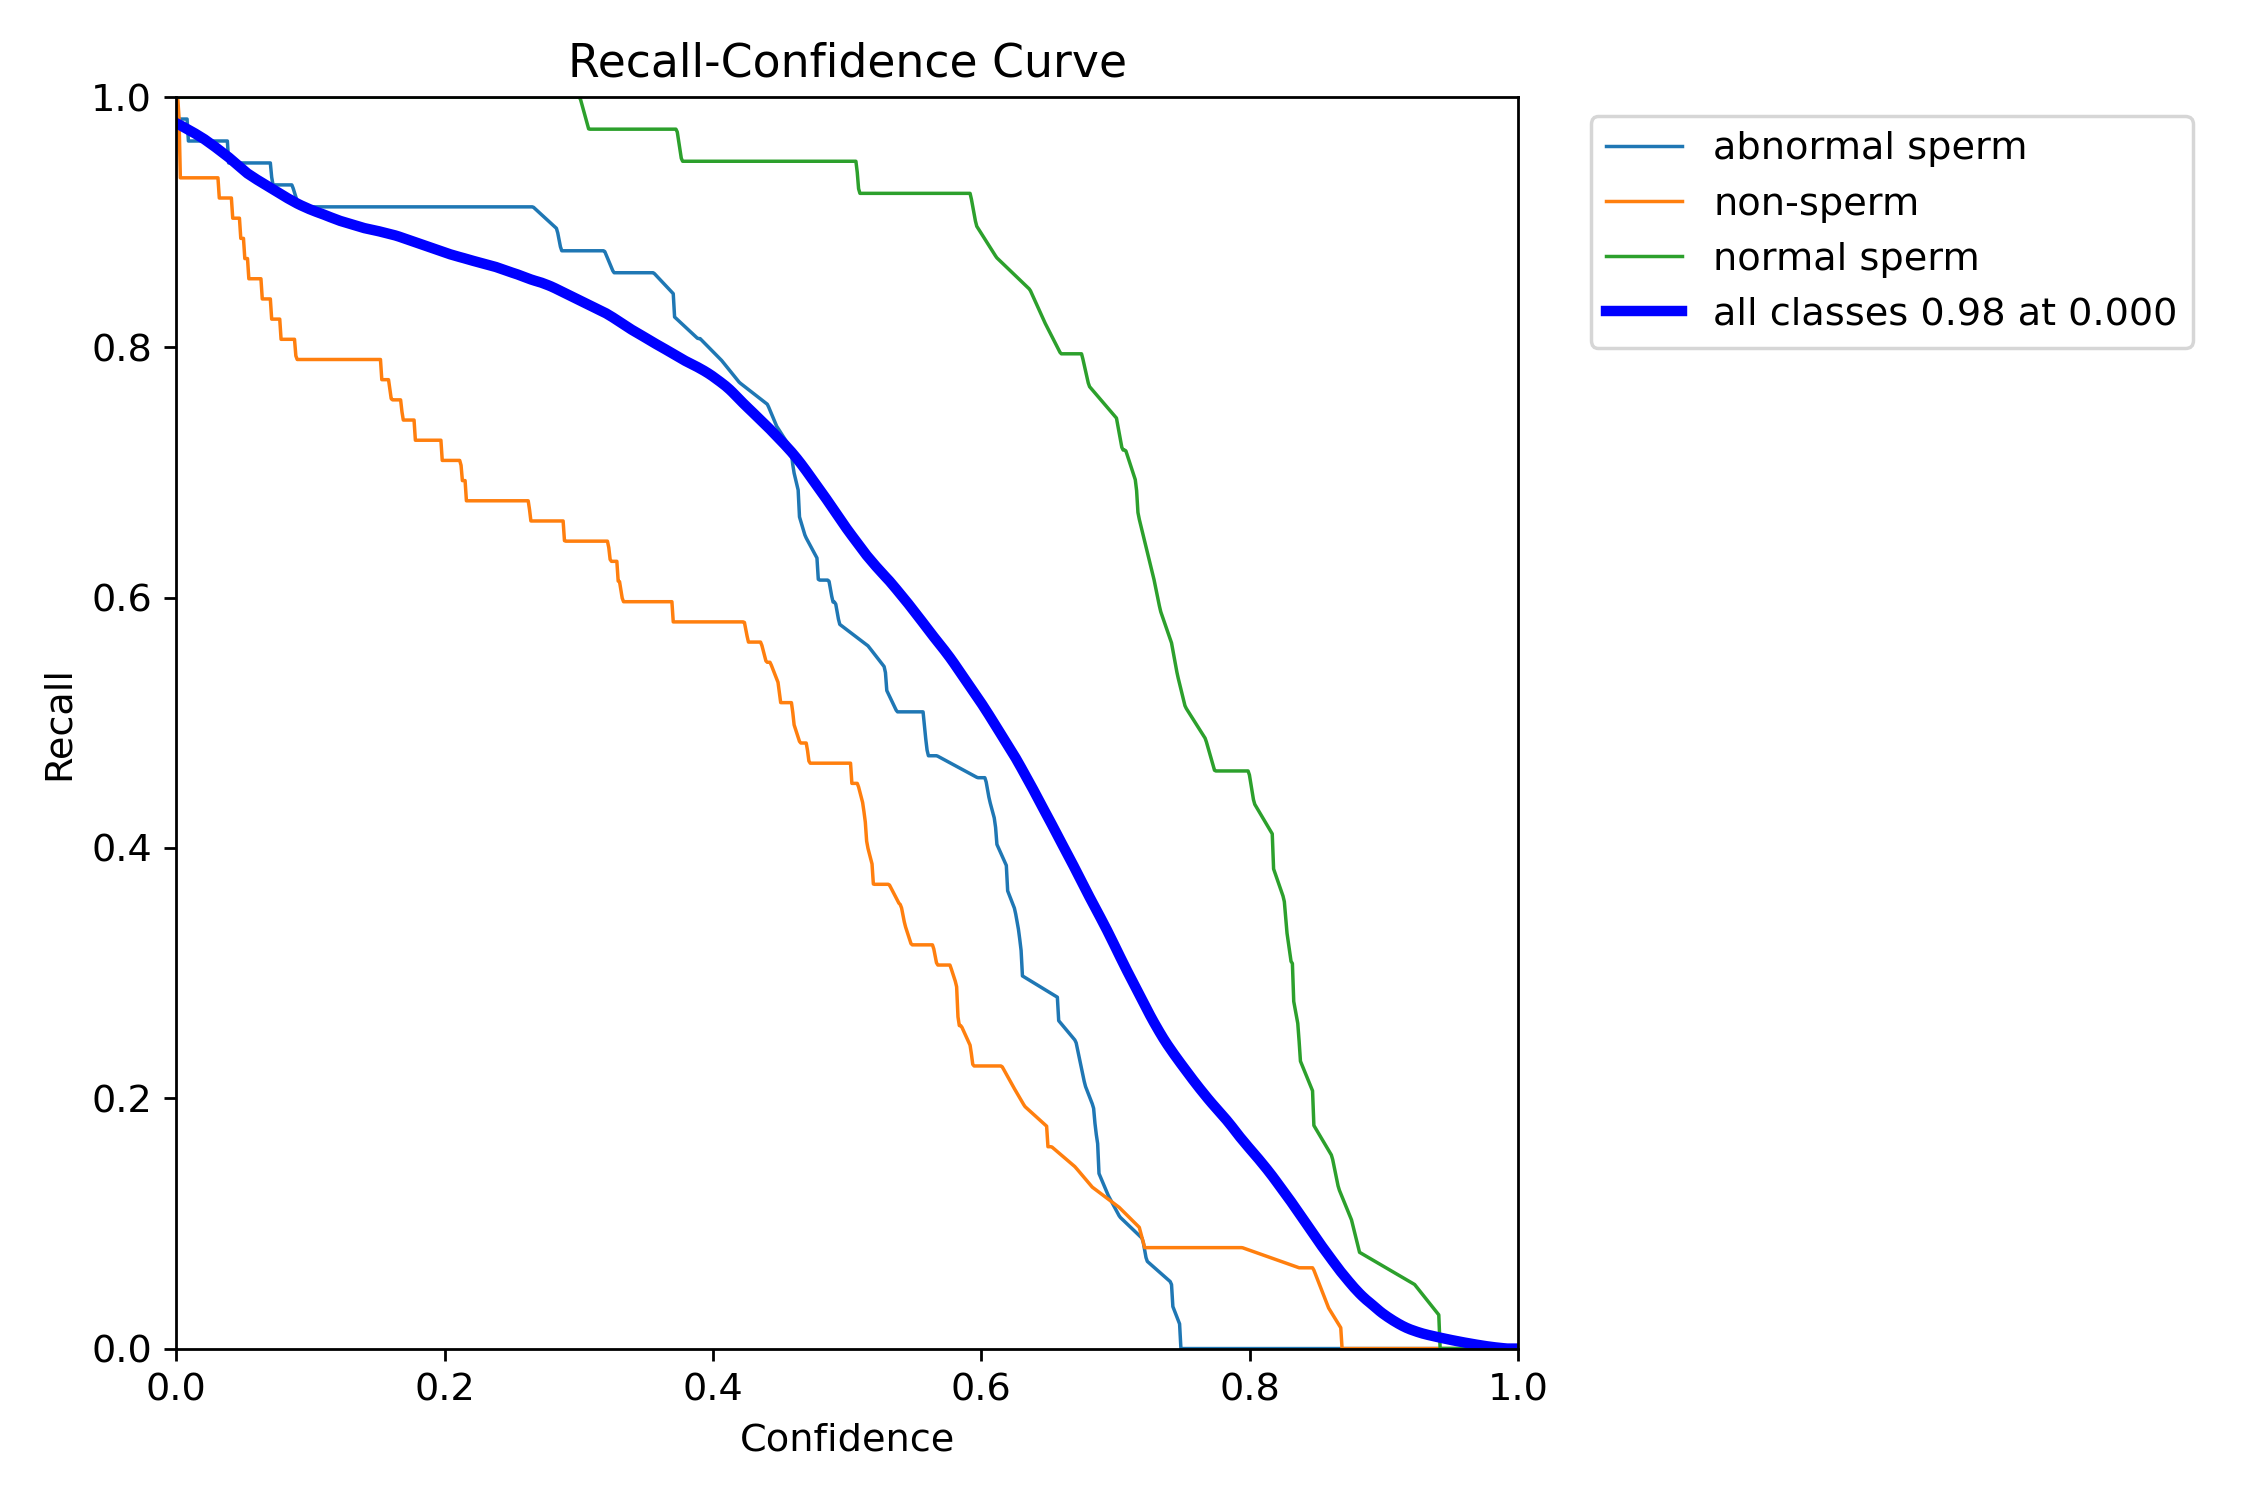 Recall-Confidence Curve
1.0
0.8
0.6
0.4
0.2
0.0
Recall
0.0 0.2 0.4 0.6 0.8 1.0
Confidence
abnormal sperm
non-sperm
normal sperm
all classes 0.98 at 0.000